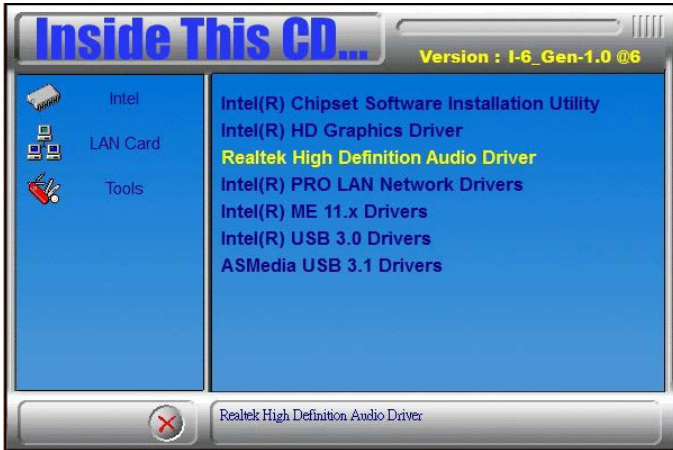 Inside This CD...
Version : I-6_Gen-1.0 @6
Intel
LAN Card
Tools
Intel(R) Chipset Software Installation Utility
Intel(R) HD Graphics Driver
Realtek High Definition Audio Driver
Intel(R) PRO LAN Network Drivers
Intel(R) ME 11.x Drivers
Intel(R) USB 3.0 Drivers
ASMedia USB 3.1 Drivers
Realtek High Definition Audio Driver